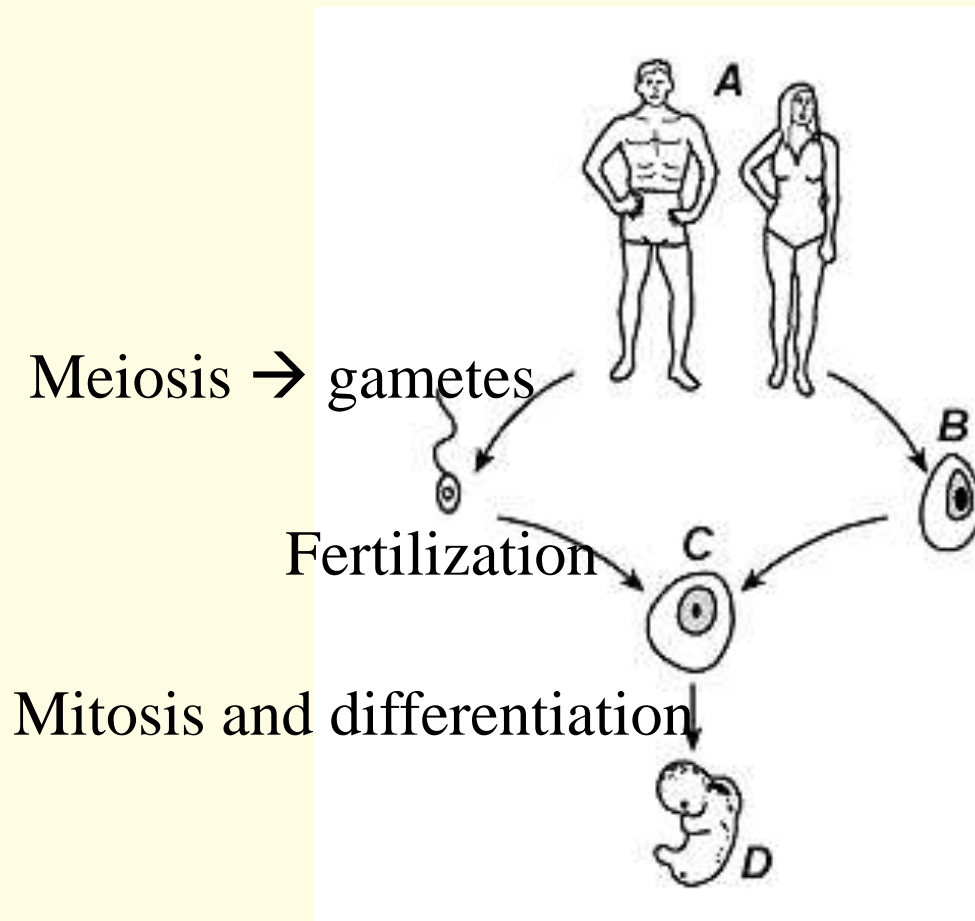 A
Meiosis → gametes
B
Fertilization
C
Mitosis and differentiation
D